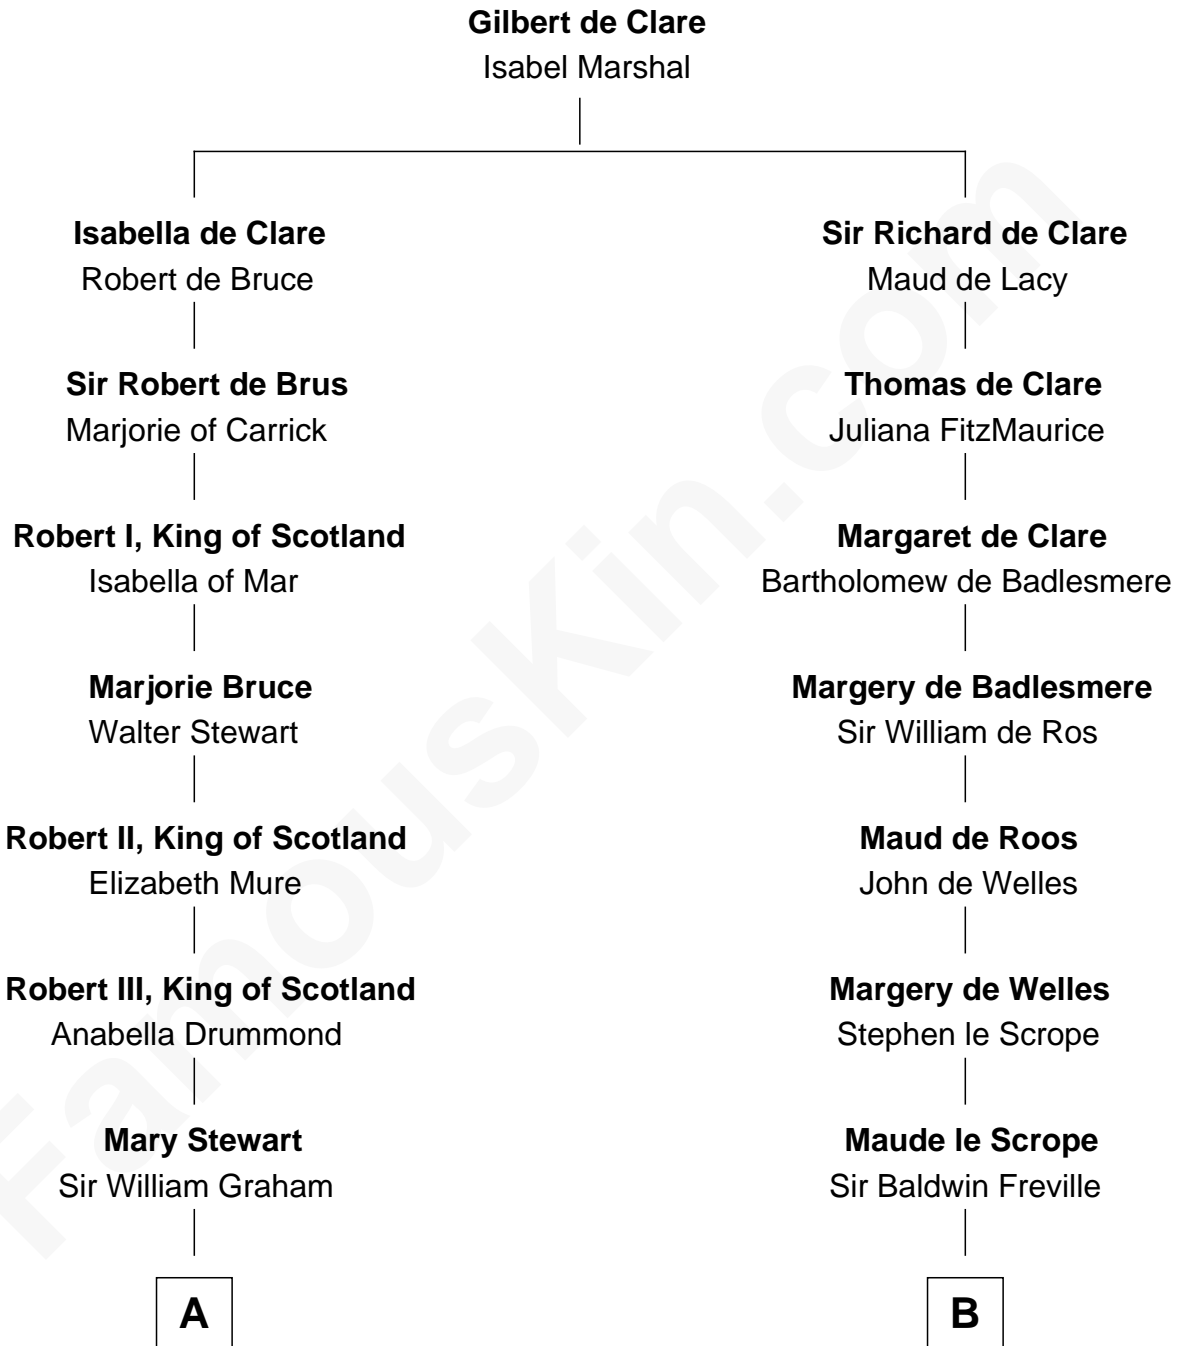 Gilbert de Clare
Isabel Marshal
Isabella de Clare
Robert de Bruce
Sir Richard de Clare
Maud de Lacy
Sir Robert de Brus
Marjorie of Carrick
Thomas de Clare
Juliana FitzMaurice
Robert I, King of Scotland
Isabella of Mar
Margaret de Clare
Bartholomew de Badlesmere
Marjorie Bruce
Walter Stewart
Margery de Badlesmere
Sir William de Ros
Robert II, King of Scotland
Elizabeth Mure
Maud de Roos
John de Welles
Robert III, King of Scotland
Anabella Drummond
Margery de Welles
Stephen le Scrope
Mary Stewart
Sir William Graham
Maude le Scrope
Sir Baldwin Freville
A
B
FamousKin.com